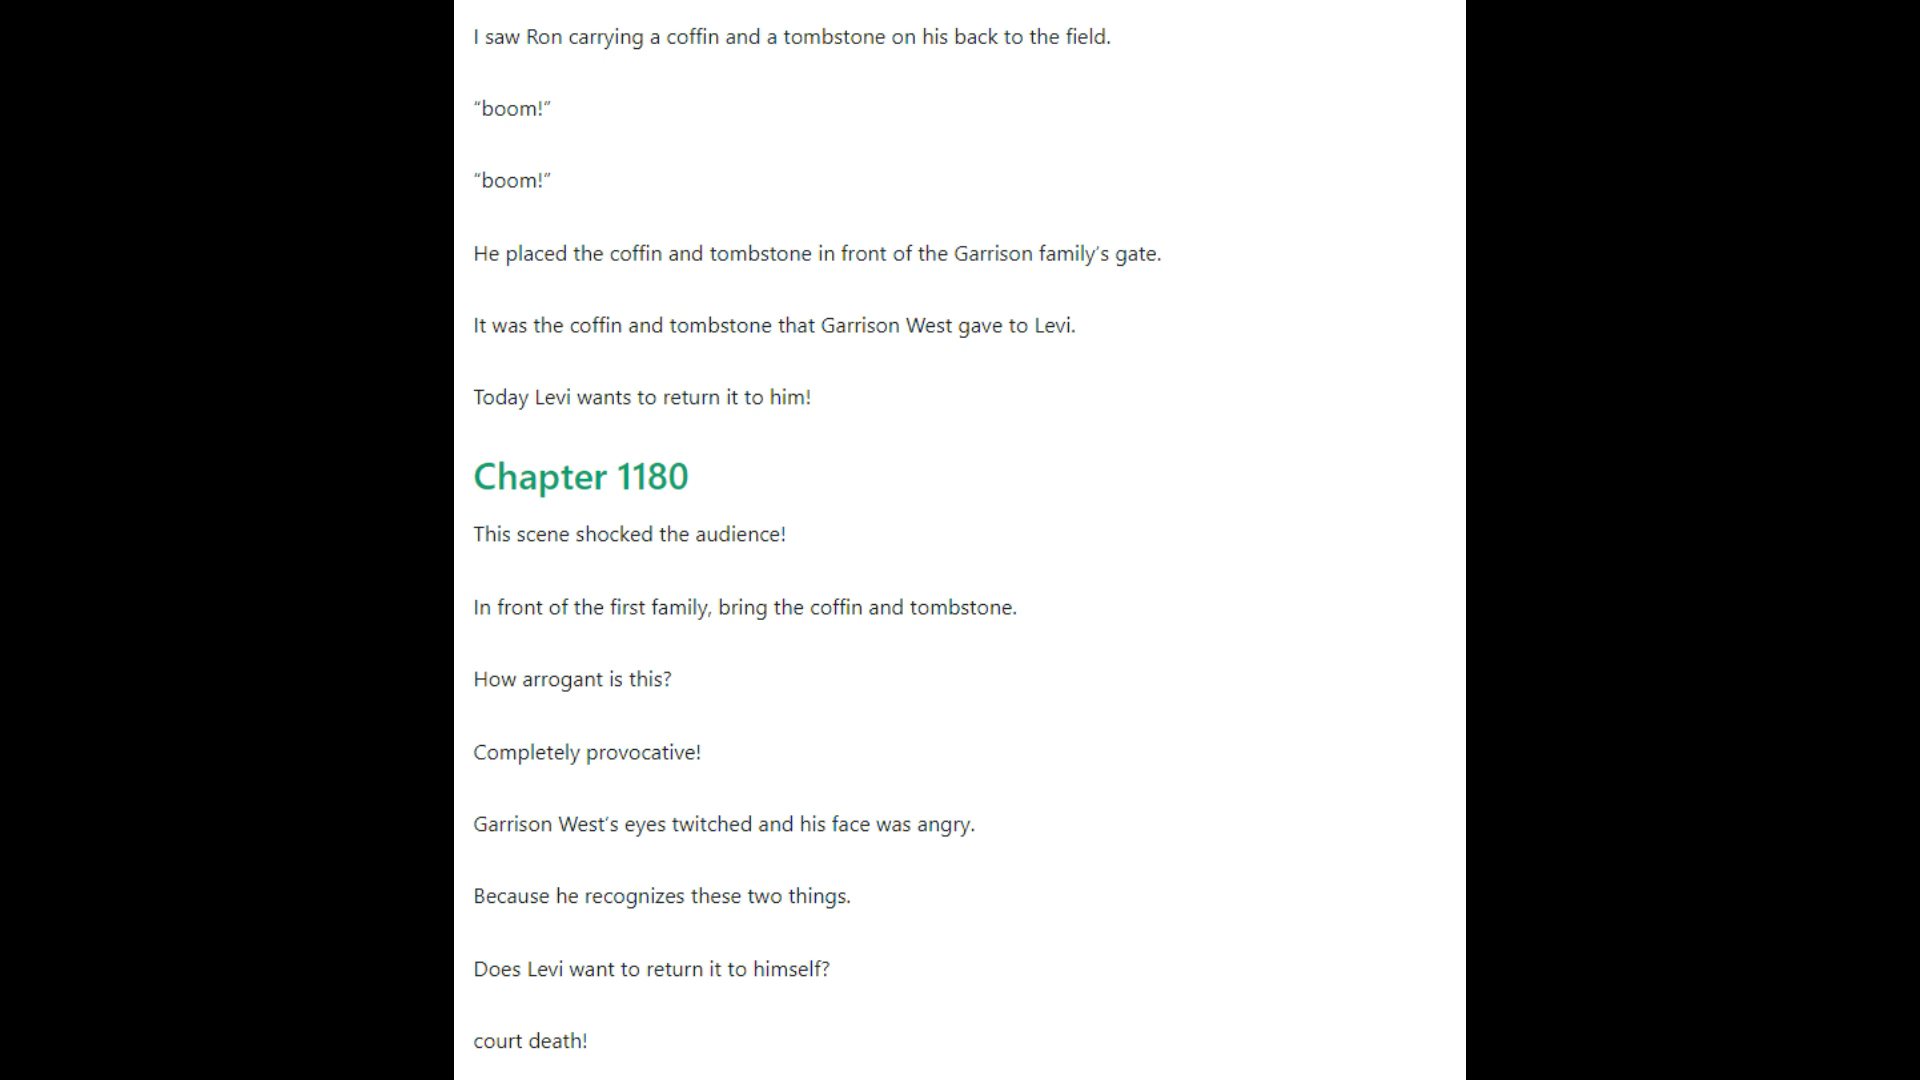 I saw Ron carrying a coffin and a tombstone on his back to the field.
“boom!”
“boom!”
He placed the coffin and tombstone in front of the Garrison family’s gate.
It was the coffin and tombstone that Garrison West gave to Levi.
Today Levi wants to return it to him!
Chapter 1180
This scene shocked the audience!
In front of the first family, bring the coffin and tombstone.
How arrogant is this?
Completely provocative!
Garrison West’s eyes twitched and his face was angry.
Because he recognizes these two things.
Does Levi want to return it to himself?
court death!